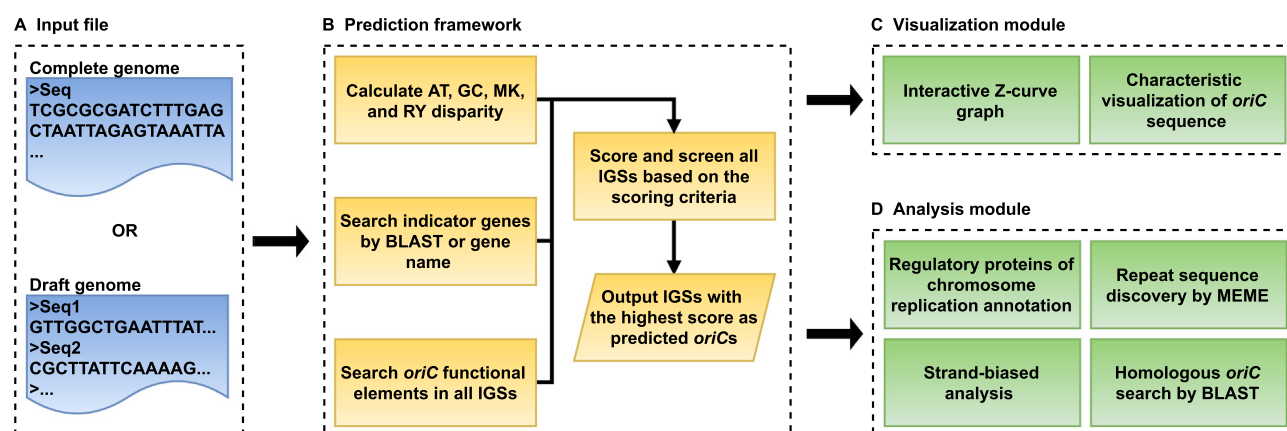 A Input file
Complete genome
>Seq
TCGCGCGATCTTTGAG
CTAATTAGAGTAAATTA
...
OR
Draft genome
>Seq1
GTTGGCTGAATTTAT...
>Seq2
CGCTTATTCAAAAG...
>...
B Prediction framework
Calculate AT, GC, MK,
and RY disparity
Search indicator genes
by BLAST or gene
name
Search oriC functional
elements in all IGSs
Score and screen all
IGSs based on the
scoring criteria
Output IGSs with
the highest score as
predicted oriCs
C Visualization module
Interactive Z-curve
graph
Characteristic
visualization of oriC
sequence
D Analysis module
Regulatory proteins of
chromosome
replication annotation
Repeat sequence
discovery by MEME
Strand-biased
analysis
Homologous oriC
search by BLAST